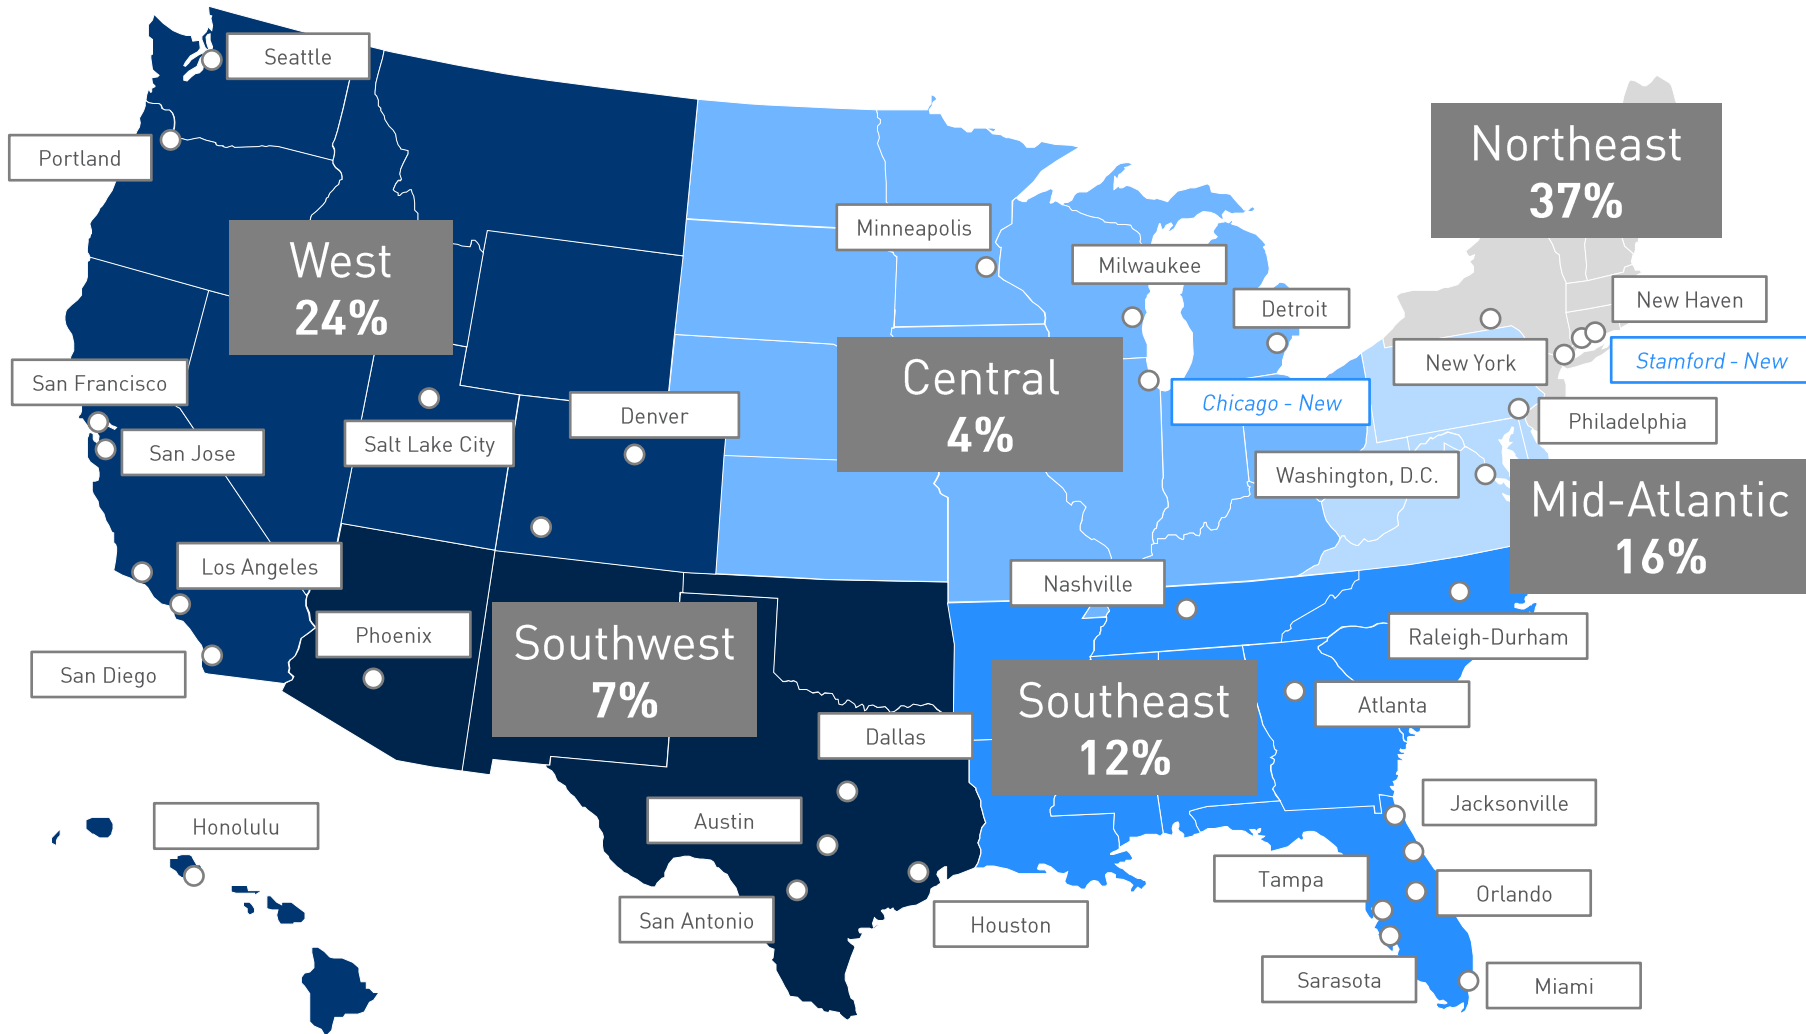 Seattle
Portland
Northeast
37%
West
24%
Minneapolis
Milwaukee
Detroit
New Haven
New York
Stamford - New
San Francisco
San Jose
Salt Lake City
Denver
Central
4%
Chicago - New
Philadelphia
Washington, D.C.
Mid-Atlantic
16%
Los Angeles
Nashville
Phoenix
San Diego
Southwest
7%
Raleigh-Durham
Southeast
12%
Atlanta
Dallas
Honolulu
Austin
Jacksonville
Tampa
Orlando
San Antonio
Houston
Sarasota
Miami